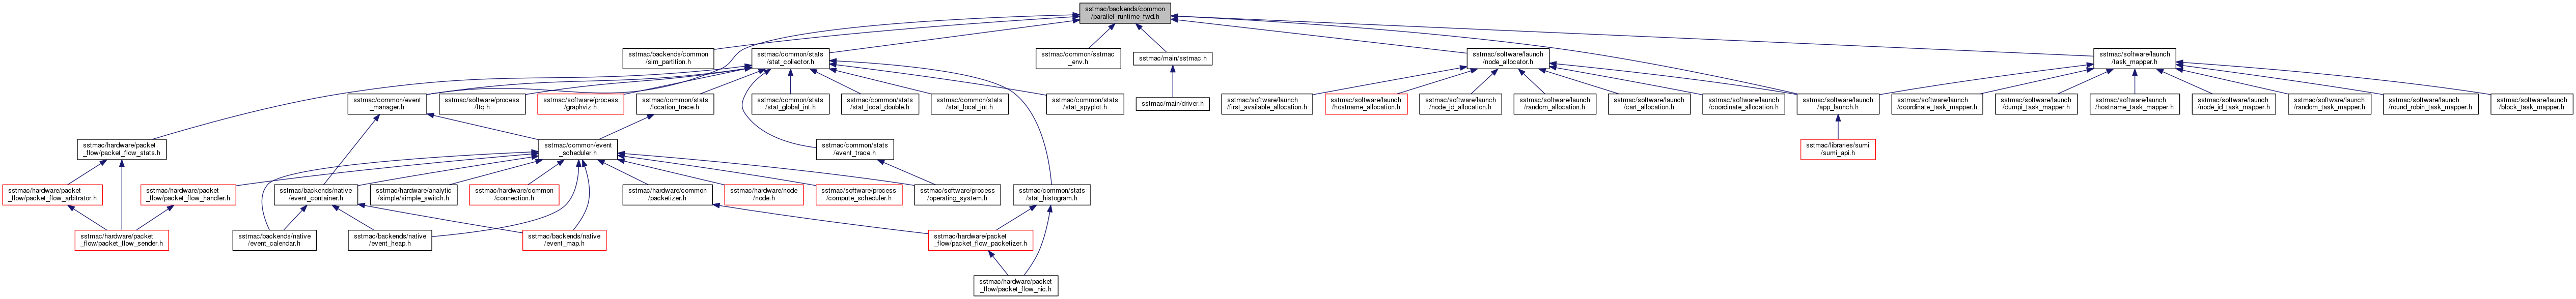 sstmac/backends/common
/parallel_runtime_fwd.h
sstmac/backends/common
/sim_partition.h
sstmac/common/stats
/stat_collector.h
sstmac/common/sstmac
_env.h
sstmac/main/sstmac.h
sstmac/software/launch
/node_allocator.h
sstmac/software/launch
/task_mapper.h
sstmac/common/event
_manager.h
sstmac/software/process
/ftq.h
sstmac/software/process
/graphviz.h
sstmac/common/stats
/location_trace.h
sstmac/common/stats
/stat_global_int.h
sstmac/common/stats
/stat_local_double.h
sstmac/common/stats
/stat_local_int.h
sstmac/common/stats
/stat_spyplot.h
sstmac/main/driver.h
sstmac/software/launch
/first_available_allocation.h
sstmac/software/launch
/hostname_allocation.h
sstmac/software/launch
/node_id_allocation.h
sstmac/software/launch
/random_allocation.h
sstmac/software/launch
/cart_allocation.h
sstmac/software/launch
/coordinate_allocation.h
sstmac/software/launch
/app_launch.h
sstmac/software/launch
/coordinate_task_mapper.h
sstmac/software/launch
/dumpi_task_mapper.h
sstmac/software/launch
/hostname_task_mapper.h
sstmac/software/launch
/node_id_task_mapper.h
sstmac/software/launch
/random_task_mapper.h
sstmac/software/launch
/round_robin_task_mapper.h
sstmac/software/launch
/block_task_mapper.h
sstmac/hardware/packet
_flow/packet_flow_stats.h
sstmac/common/event
_scheduler.h
sstmac/common/stats
/event_trace.h
sstmac/libraries/sumi
/sumi_api.h
sstmac/hardware/packet
_flow/packet_flow_arbitrator.h
sstmac/hardware/packet
_flow/packet_flow_handler.h
sstmac/backends/native
/event_container.h
sstmac/hardware/analytic
/simple/simple_switch.h
sstmac/hardware/common
/connection.h
sstmac/hardware/common
/packetizer.h
sstmac/hardware/node
/node.h
sstmac/software/process
/compute_scheduler.h
sstmac/software/process
/operating_system.h
sstmac/common/stats
/stat_histogram.h
sstmac/hardware/packet
_flow/packet_flow_sender.h
sstmac/backends/native
/event_calendar.h
sstmac/backends/native
/event_heap.h
sstmac/backends/native
/event_map.h
sstmac/hardware/packet
_flow/packet_flow_packetizer.h
sstmac/hardware/packet
_flow/packet_flow_nic.h